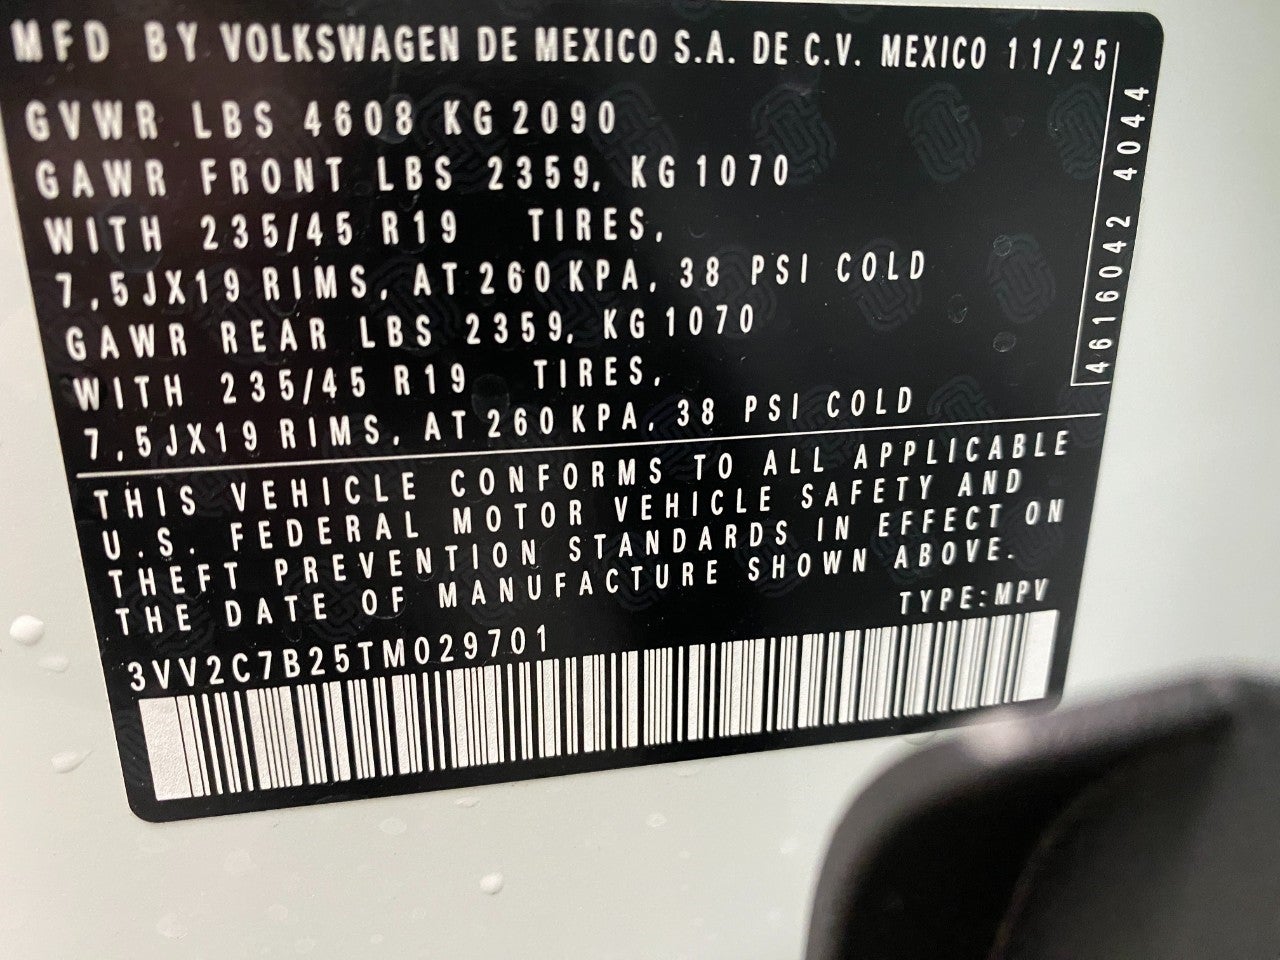 MFD BY VOLKSWAGEN DE MEXICO S.A. DE C.V. MEXICO 11/25
GVWR LBS 4608 KG 2090
GAWR FRONT LBS 2359, KG 1070
WITH 235/45 R19 TIRES,
7,5JX19 RIMS, AT 260 KPA, 38 PSI COLD
GAWR REAR LBS 2359, KG 1070
WITH 235/45 R19 TIRES,
7,5JX19 RIMS, AT 260 KPA, 38 PSI COLD
4616042 4044
THIS VEHICLE CONFORMS TO ALL APPLICABLE
U.S. FEDERAL MOTOR VEHICLE SAFETY AND
THEFT PREVENTION STANDARDS IN EFFECT ON
THE DATE OF MANUFACTURE SHOWN ABOVE.
TYPE:MPV
3VV2C7B25TM029701